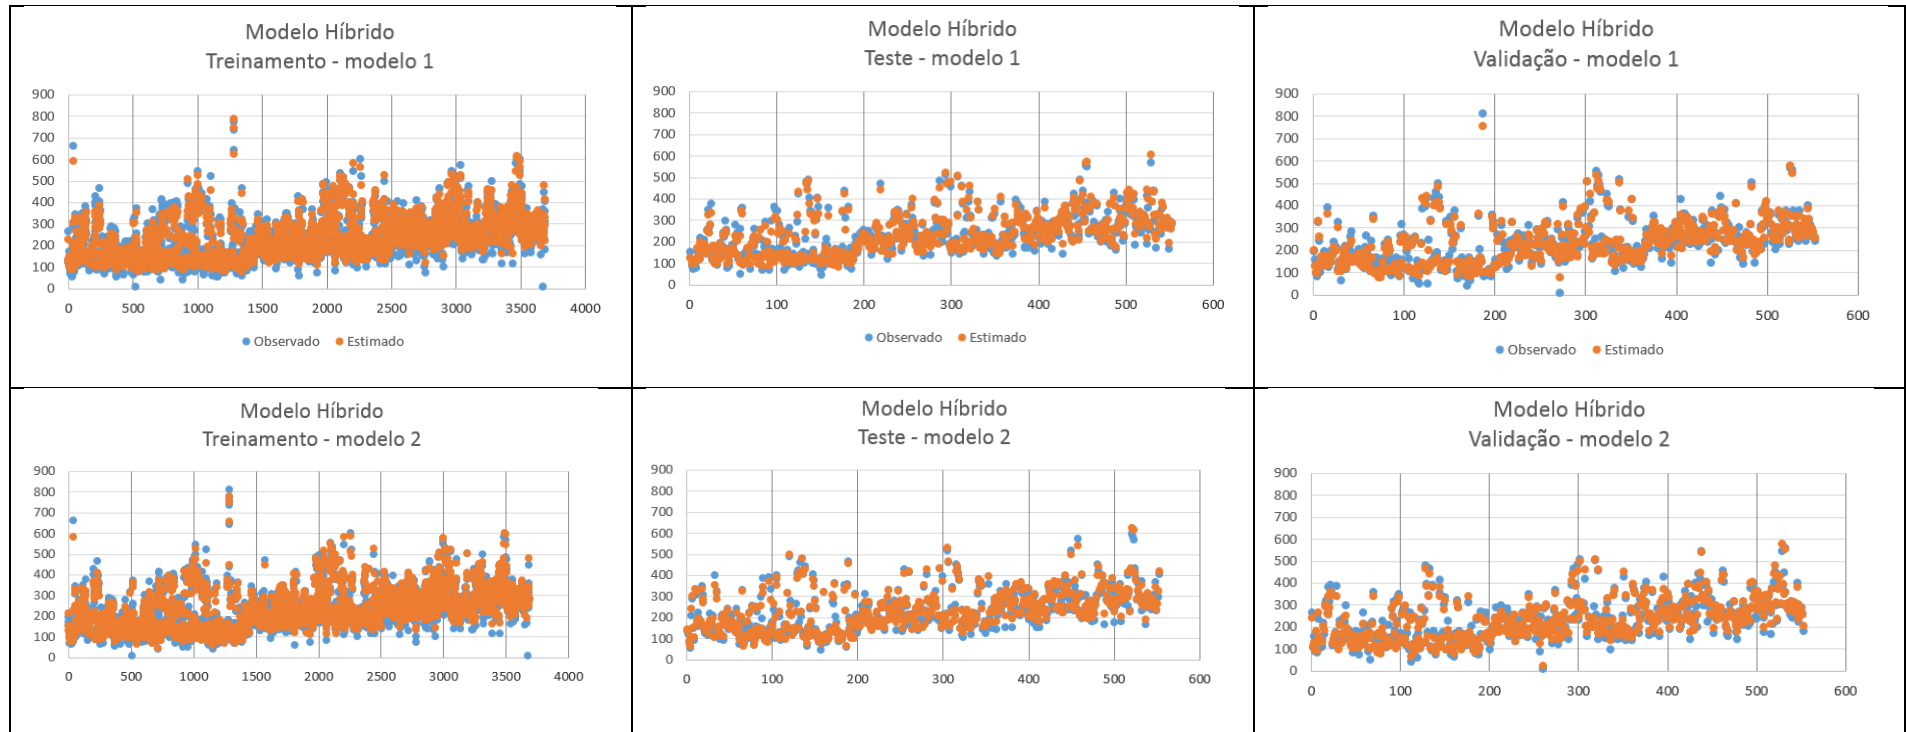 Modelo Híbrido
Treinamento - modelo 1
900
800
700
600
500
400
300
200
100
0
0 500 1000 1500 2000 2500 3000 3500 4000
Observado Estimado
Modelo Híbrido
Teste - modelo 1
900
800
700
600
500
400
300
200
100
0
0 100 200 300 400 500 600
Observado Estimado
Modelo Híbrido
Validação - modelo 1
900
800
700
600
500
400
300
200
100
0
0 100 200 300 400 500 600
Observado Estimado
Modelo Híbrido
Treinamento - modelo 2
900
800
700
600
500
400
300
200
100
0
0 500 1000 1500 2000 2500 3000 3500 4000
Modelo Híbrido
Teste - modelo 2
900
800
700
600
500
400
300
200
100
0
0 100 200 300 400 500 600
Modelo Híbrido
Validação - modelo 2
900
800
700
600
500
400
300
200
100
0
0 100 200 300 400 500 600